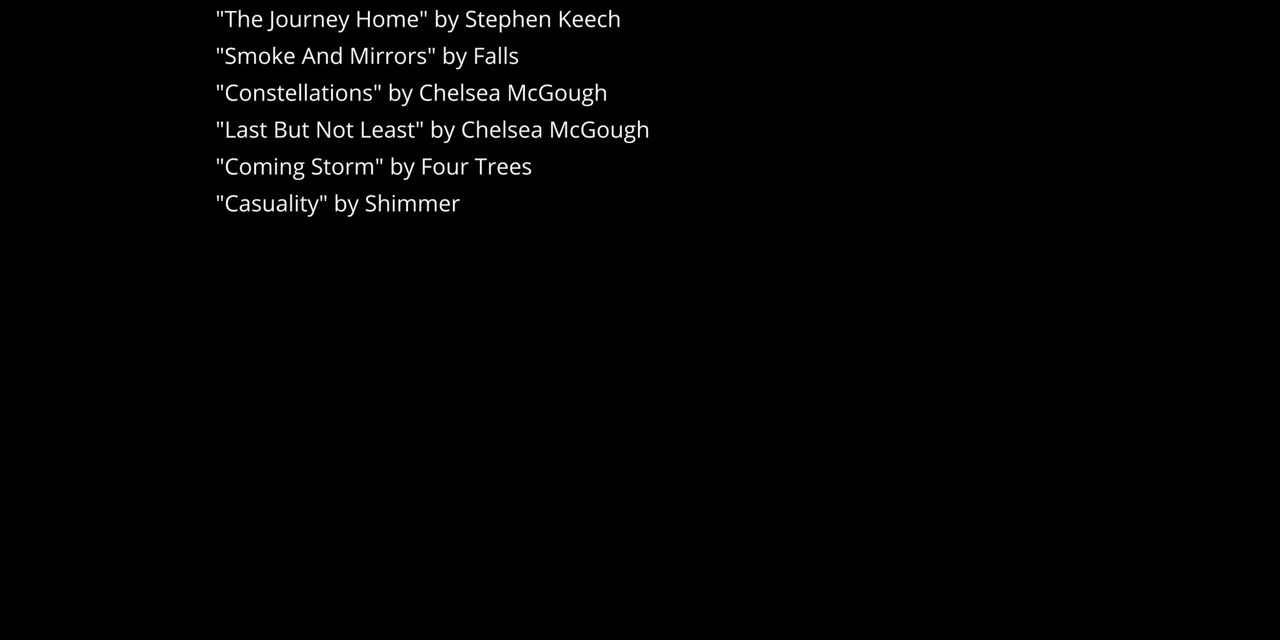 "The Journey Home" by Stephen Keech
"Smoke And Mirrors" by Falls
"Constellations" by Chelsea McGough
"Last But Not Least" by Chelsea McGough
"Coming Storm" by Four Trees
"Casuality" by Shimmer